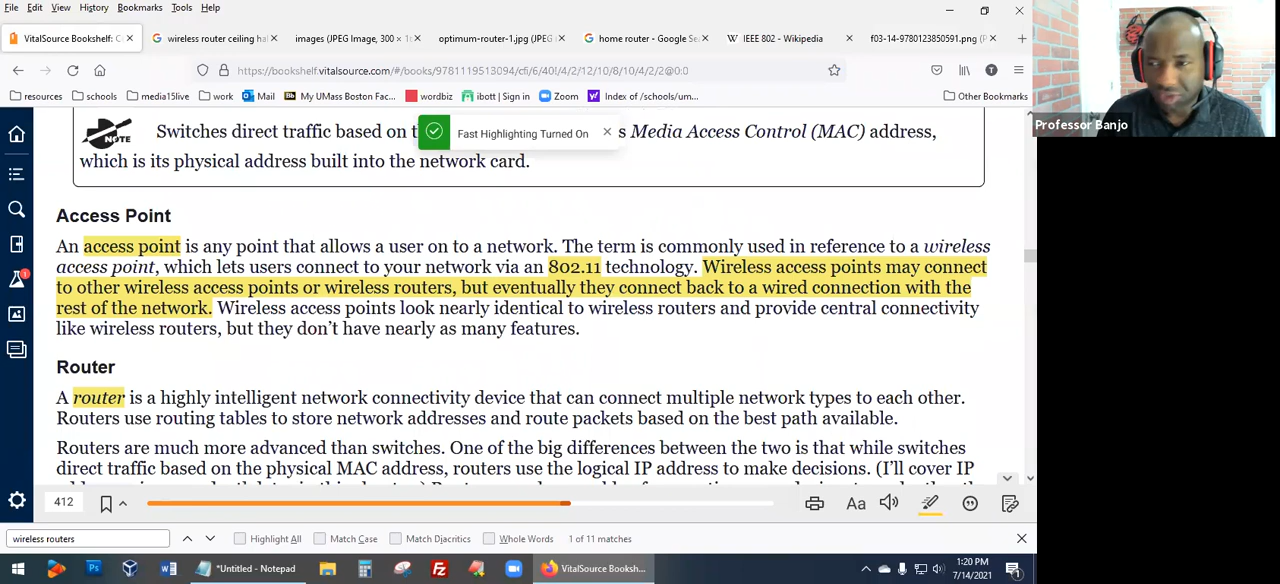 File Edit View History Bookmarks Tools Help
VitalSource Bookshelf: C
wireless router ceiling ha
images (JPEG Image, 300 × 1
optimum-router-1.jpg (JPEG
home router - Google Se
IEEE 802 - Wikipedia
f03-14-9780123850591.png (P
https://bookshelf.vitalsource.com/#/books/9781119513094/cfi/6/40!/4/2/12/10/8/10/4/2/2@0:0
resources schools media15live work Mail My UMass Boston Fac... wordbiz ibott | Sign in Zoom Index of /schools/um... Other Bookmarks
Professor Banjo
NOTE
Switches direct traffic based on t s Media Access Control (MAC) address,
Fast Highlighting Turned On
which is its physical address built into the network card.
Access Point
An access point is any point that allows a user on to a network. The term is commonly used in reference to a wireless
access point, which lets users connect to your network via an 802.11 technology. Wireless access points may connect
to other wireless access points or wireless routers, but eventually they connect back to a wired connection with the
rest of the network. Wireless access points look nearly identical to wireless routers and provide central connectivity
like wireless routers, but they don't have nearly as many features.
Router
A router is a highly intelligent network connectivity device that can connect multiple network types to each other.
Routers use routing tables to store network addresses and route packets based on the best path available.
Routers are much more advanced than switches. One of the big differences between the two is that while switches
direct traffic based on the physical MAC address, routers use the logical IP address to make decisions. (I'll cover IP
412
Aa
wireless routers
Highlight All Match Case Match Diacritics Whole Words 1 of 11 matches
*Untitled - Notepad
VitalSource Booksh...
1:20 PM
7/14/2021